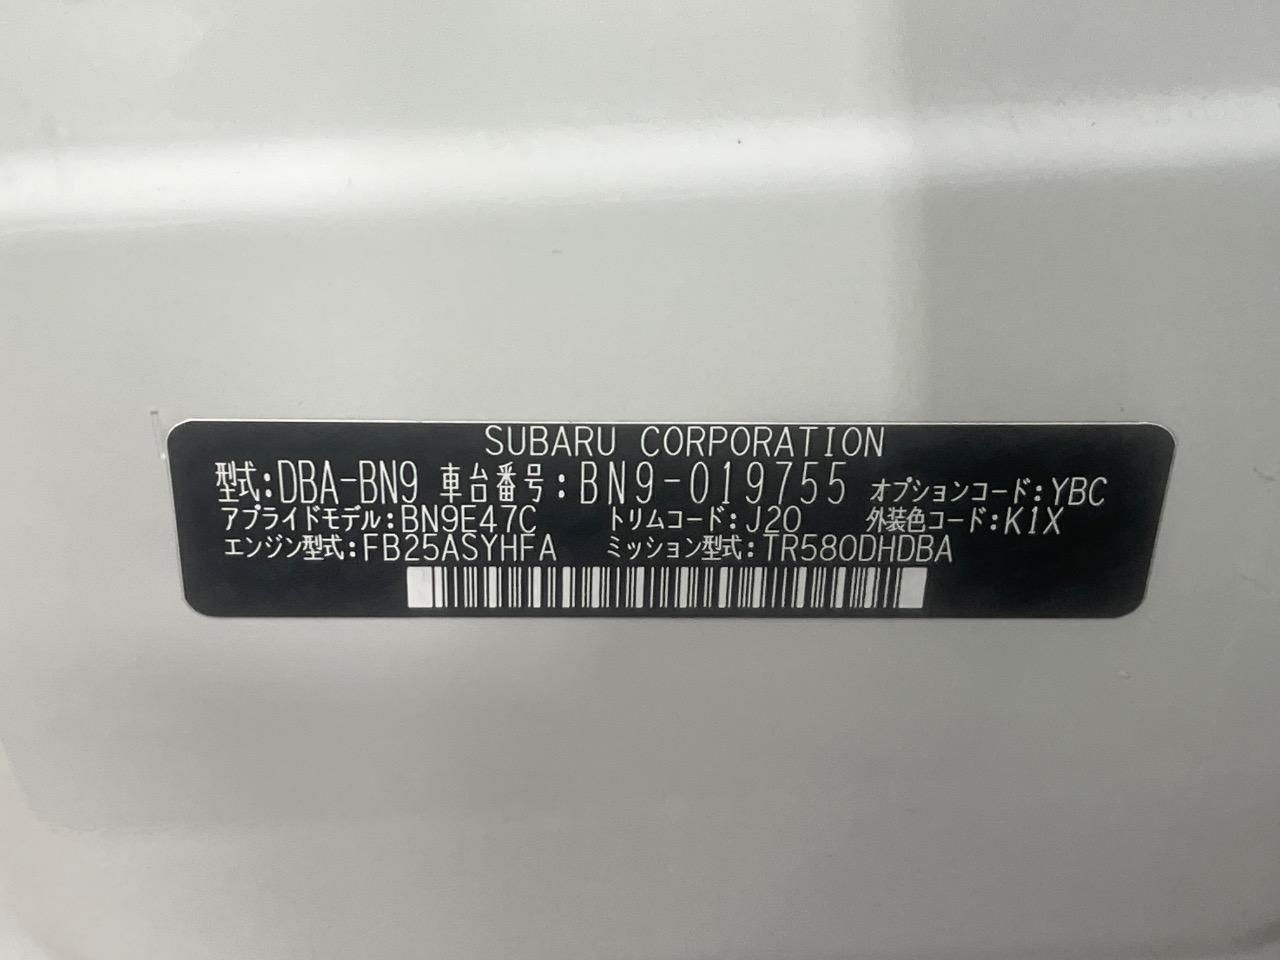 SUBARU CORPORATION
型式:DBA-BN9 車台番号:BN9-019755 オプションコード:YBC
アプライドモデル:BN9E47C トリムコード:J20 外装色コード:K1X
エンジン型式:FB25ASYHFA ミッション型式:TR580DHDBA